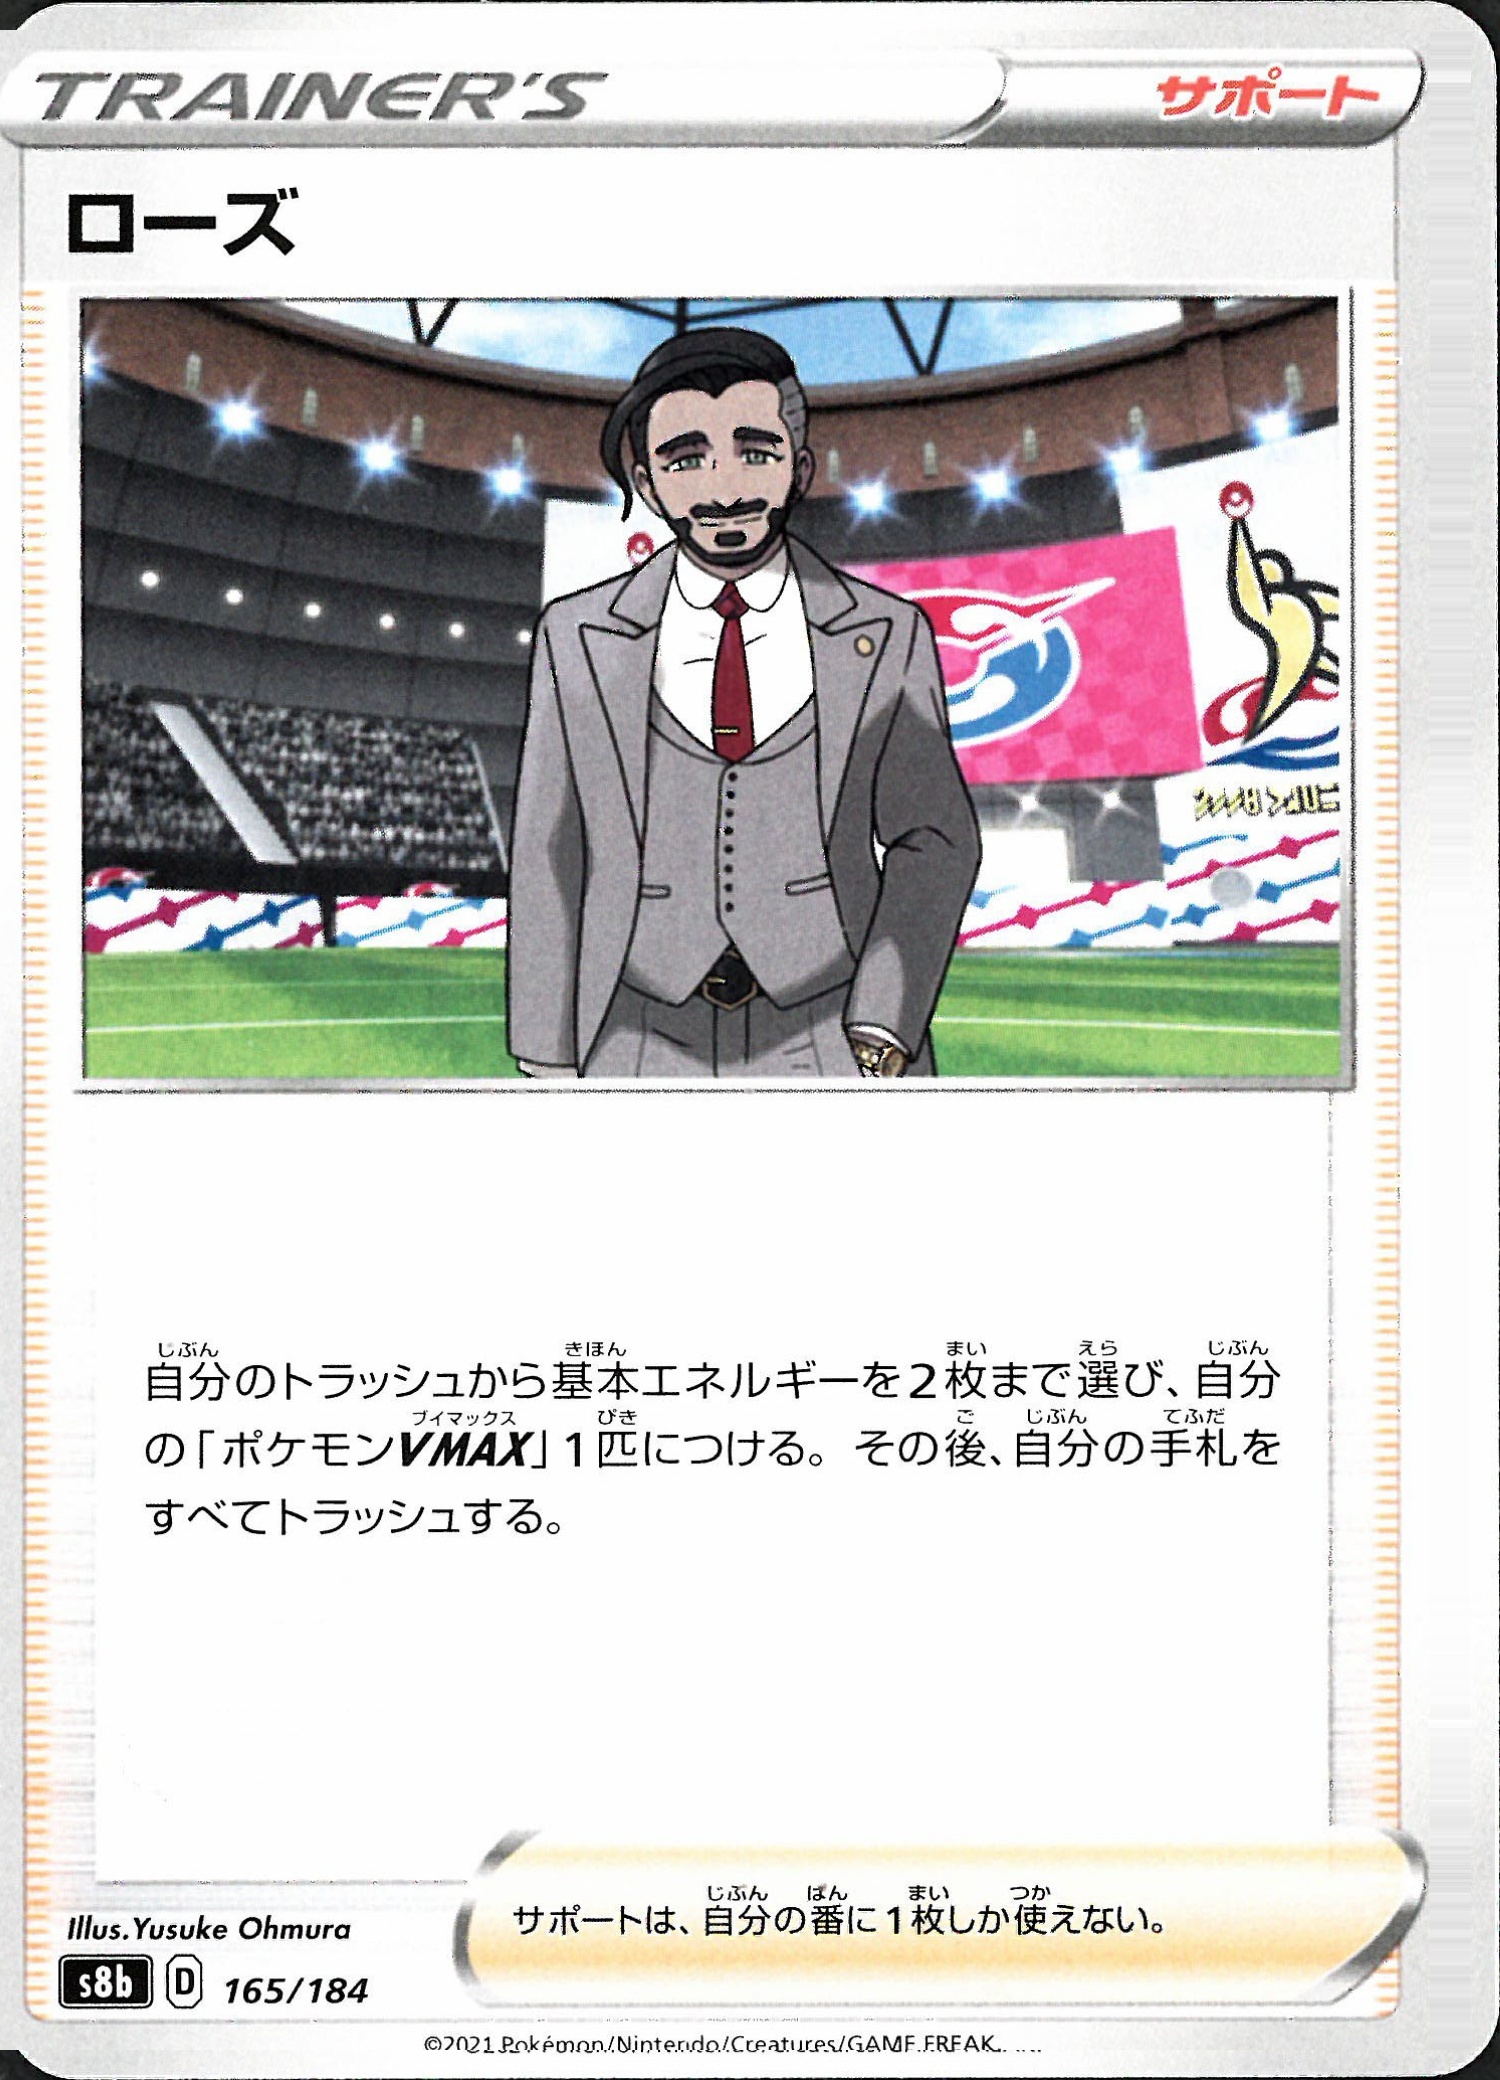 TRAINER'S
サポート
ローズ
自分のトラッシュから基本エネルギーを2枚まで選び、自分
の「ポケモンVMAX」1匹につける。その後、自分の手札を
すべてトラッシュする。
サポートは、自分の番に1枚しか使えない。
Illus.Yusuke Ohmura
s8b D 165/184
©2021 Pokémon/Nintendo/Creatures/GAME FREAK